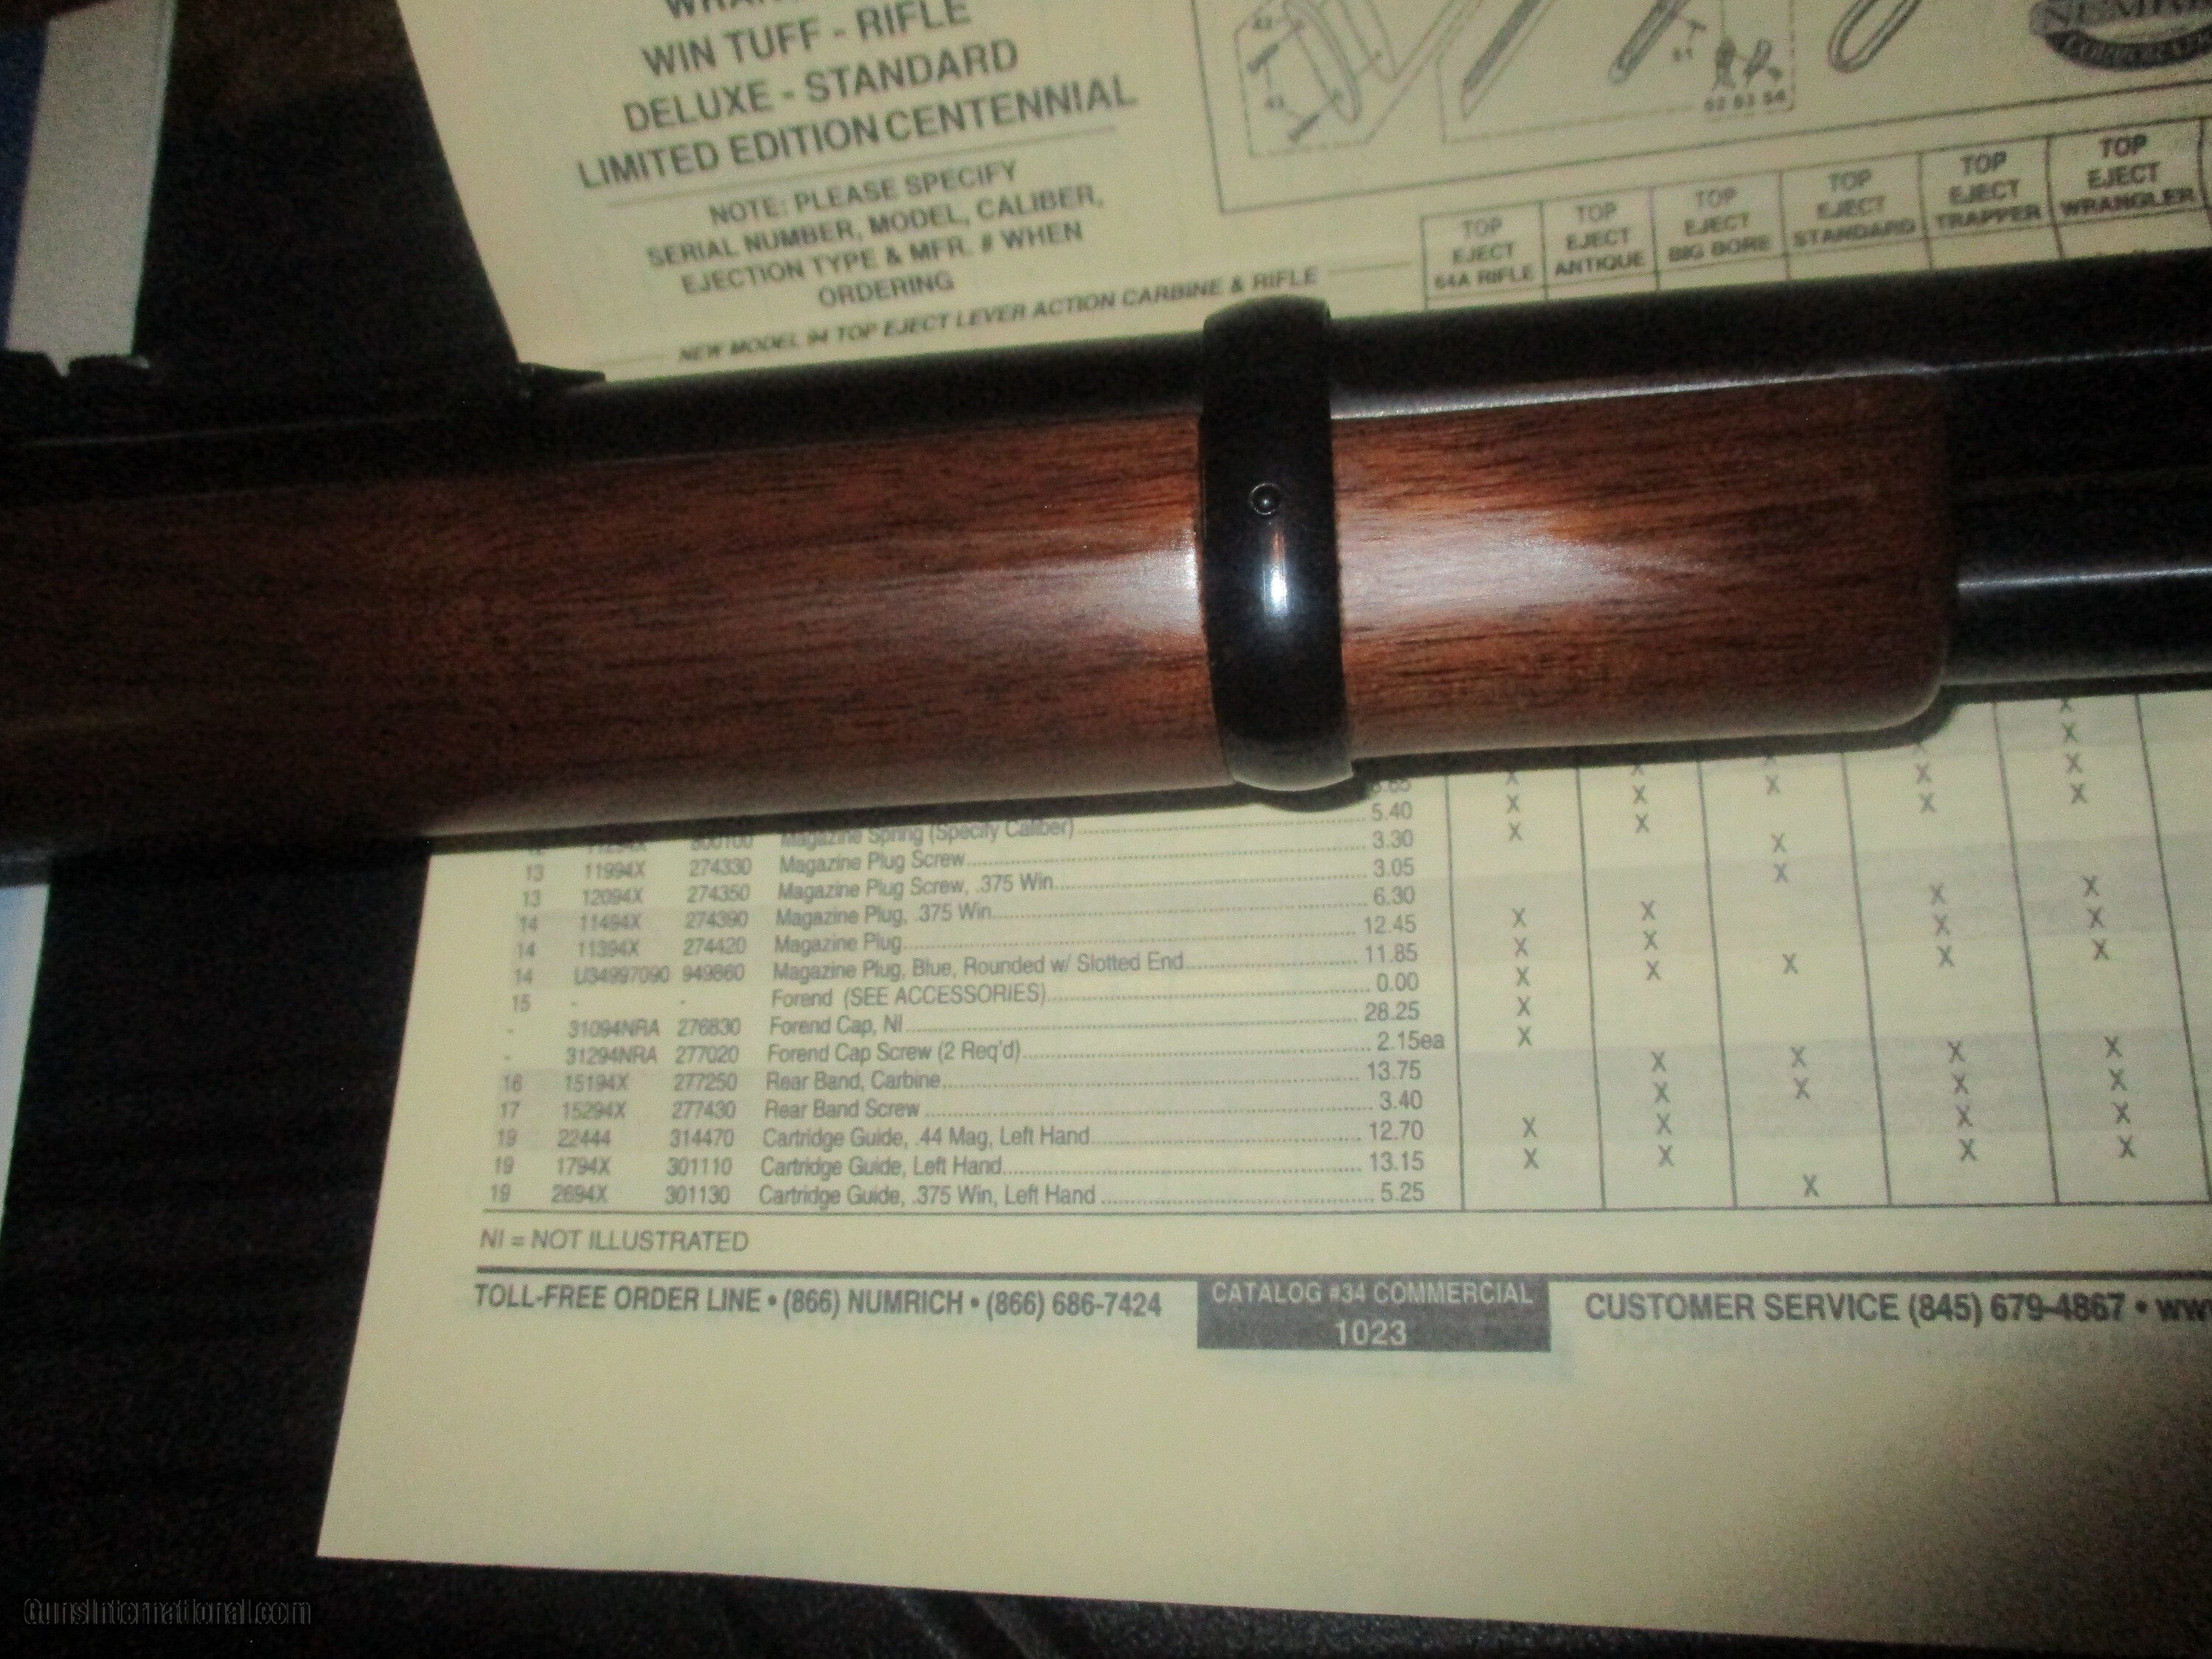 WIN TUFF - RIFLE
DELUXE - STANDARD
LIMITED EDITION CENTENNIAL
NOTE: PLEASE SPECIFY
SERIAL NUMBER, MODEL, CALIBER,
EJECTION TYPE & MFR. # WHEN
ORDERING
NEW MODEL 94 TOP EJECT LEVER ACTION CARBINE & RIFLE
42
43
51
52 53 54
TOP EJECT 64A RIFLE
TOP EJECT ANTIQUE
TOP EJECT BIG BORE
TOP EJECT STANDARD
TOP EJECT TRAPPER
TOP EJECT WRANGLER
X
X X
X X X X X
5.40 X X X X X
Magazine Spring (Specify Caliber) 3.30 X X
13 11994X 274330 Magazine Plug Screw 3.05 X
13 12094X 274350 Magazine Plug Screw, .375 Win 6.30 X X X
14 11494X 274390 Magazine Plug, .375 Win 12.45 X X X X
14 11394X 274420 Magazine Plug 11.85 X X X X
14 U34997090 949860 Magazine Plug, Blue, Rounded w/ Slotted End 0.00 X X X
15 - - Forend (SEE ACCESSORIES) 28.25 X
- 31094NRA 276830 Forend Cap, NI 2.15ea X
- 31294NRA 277020 Forend Cap Screw (2 Req'd) 13.75 X X X X
16 15194X 277250 Rear Band, Carbine 3.40 X X X X
17 15294X 277430 Rear Band Screw 12.70 X X X X
19 22444 314470 Cartridge Guide, .44 Mag, Left Hand 13.15 X X X X
19 1794X 301110 Cartridge Guide, Left Hand 5.25 X
19 2694X 301130 Cartridge Guide, .375 Win, Left Hand
NI = NOT ILLUSTRATED
TOLL-FREE ORDER LINE • (866) NUMRICH • (866) 686-7424
CATALOG #34 COMMERCIAL
1023
CUSTOMER SERVICE (845) 679-4867 • ww
GunsInternational.com